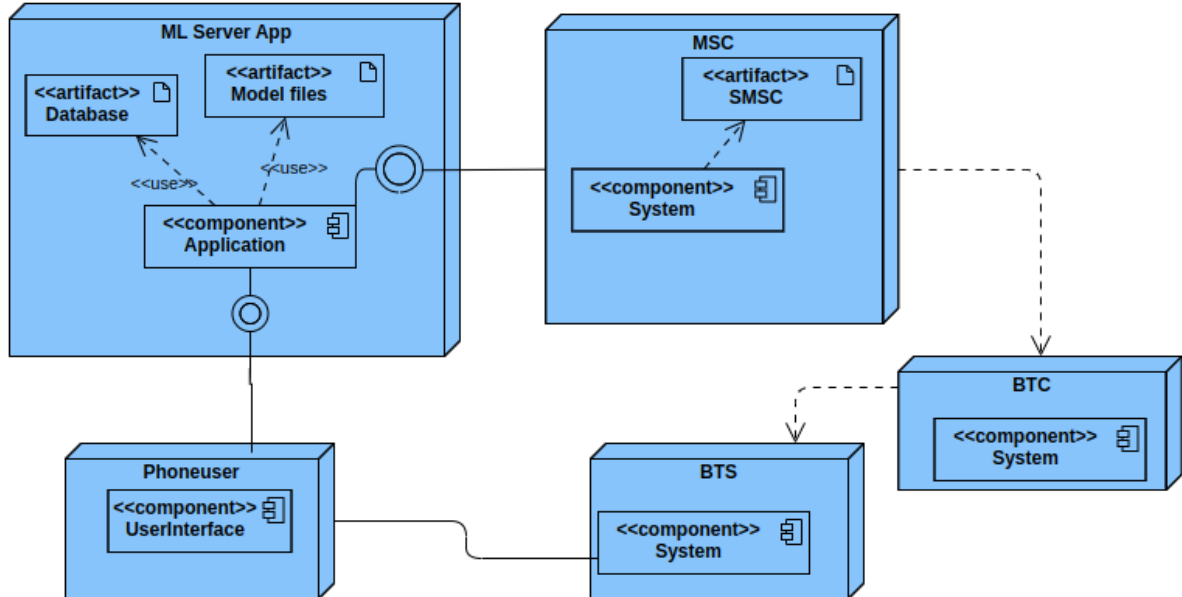 ML Server App
<<artifact>>
Database
<<artifact>>
Model files
<<use>>
<<use>>
<<component>>
Application
MSC
<<artifact>>
SMSC
<<component>>
System
BTC
<<component>>
System
Phoneuser
<<component>>
UserInterface
BTS
<<component>>
System